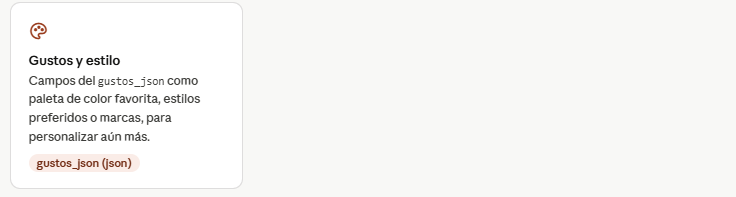 Gustos y estilo
Campos del gustos_json como
paleta de color favorita, estilos
preferidos o marcas, para
personalizar aún más.
gustos_json (json)